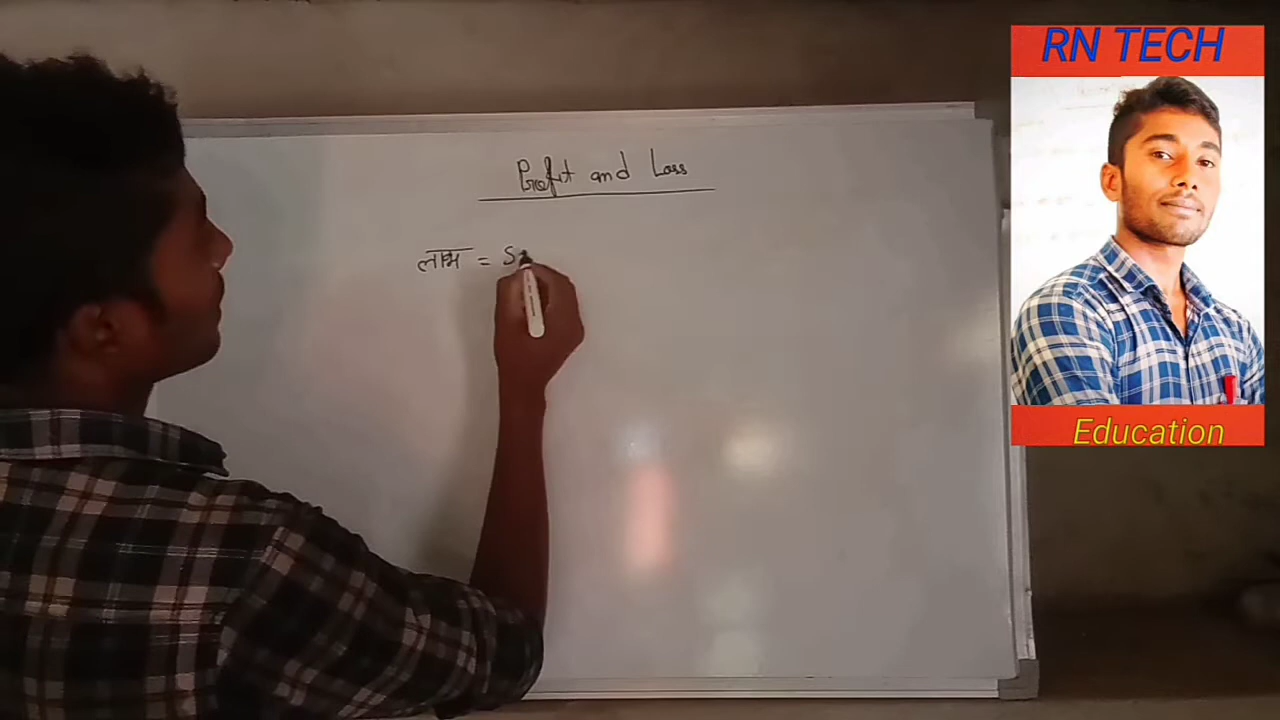 RN TECH
Profit and Loss
लाभ = S
Education